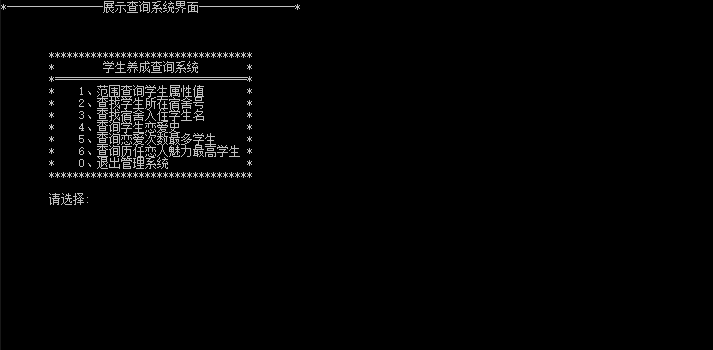 *————————展示查询系统界面————————*
**********************************
* 学生养成查询系统 *
*════════════════*
* 1、范围查询学生属性值 *
* 2、查找学生所在宿舍号 *
* 3、查找宿舍入住学生名 *
* 4、查询学生恋爱史 *
* 5、查询恋爱次数最多学生 *
* 6、查询历任恋人魅力最高学生 *
* 0、退出管理系统 *
**********************************
请选择: